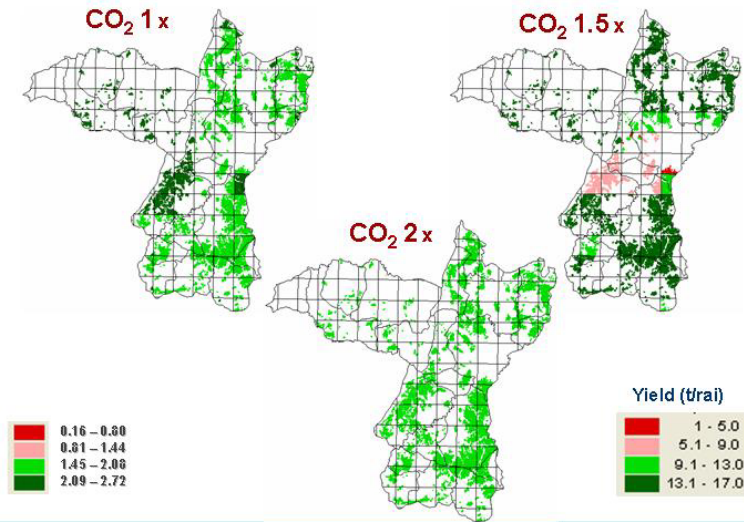 CO2 1x
CO2 1.5x
CO2 2x
0.16 – 0.80
0.81 – 1.44
1.45 – 2.08
2.09 – 2.72
Yield (t/rai)
1 - 5.0
5.1 - 9.0
9.1 - 13.0
13.1 - 17.0